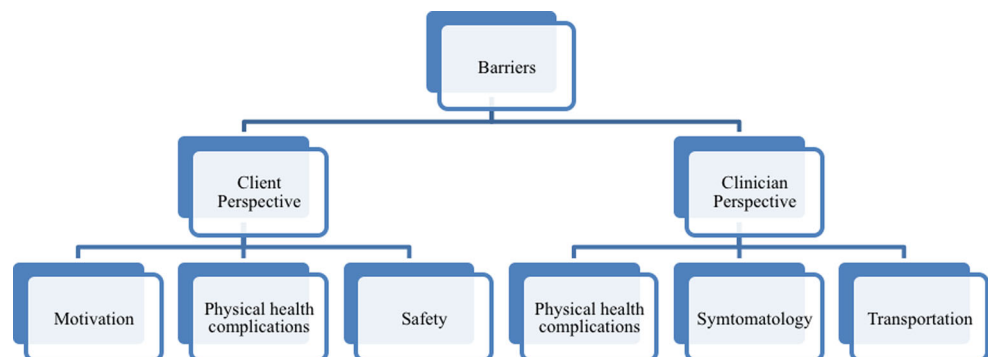 Barriers
Client
Perspective
Clinician
Perspective
Motivation
Physical health
complications
Safety
Physical health
complications
Symtomatology
Transportation